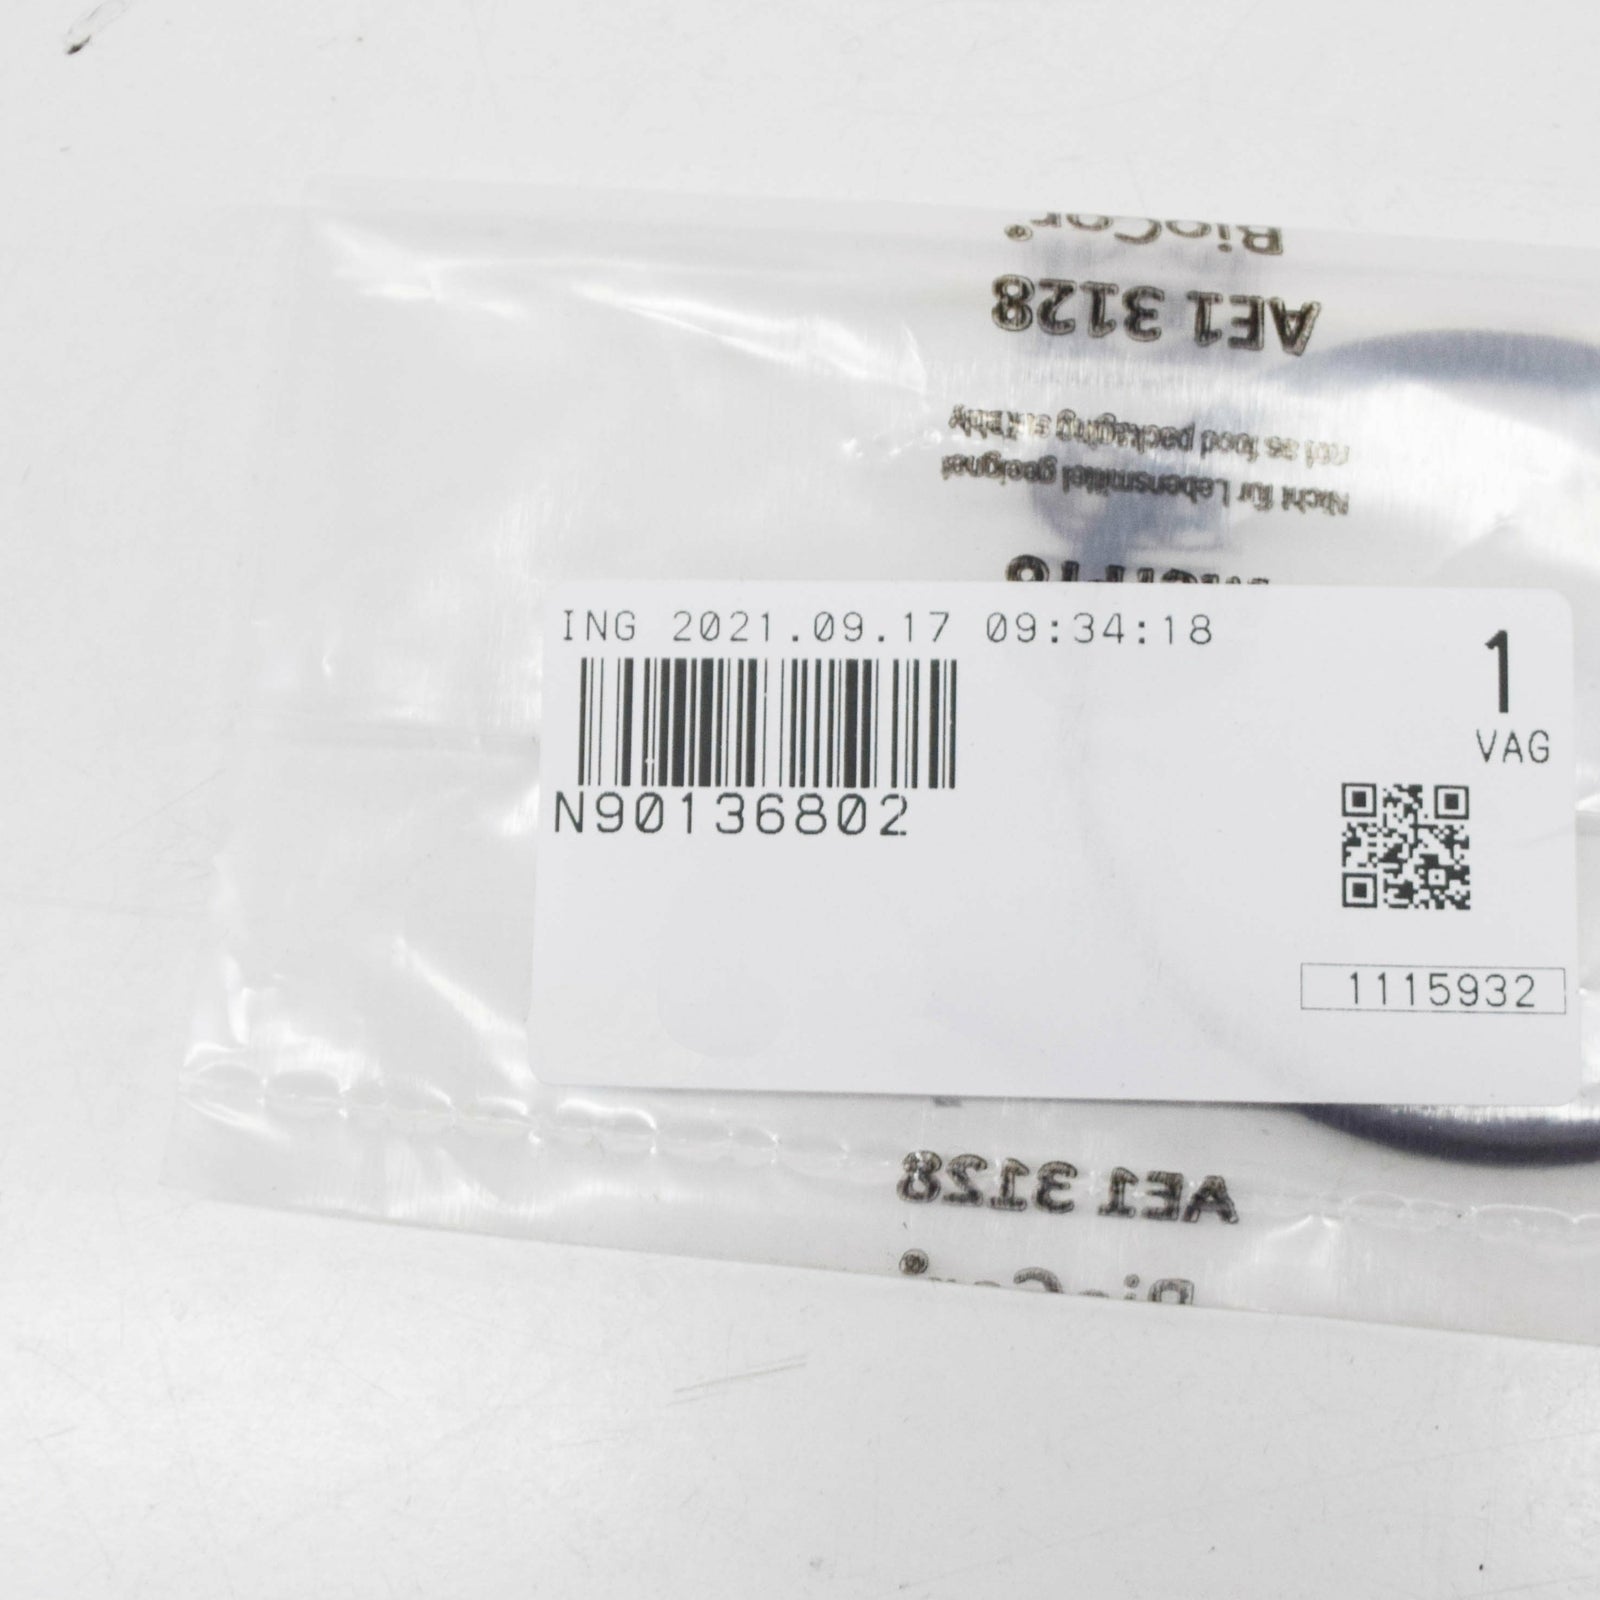 BioCor®
AE1 3128
not as food packaging suitable
Nicht für Lebensmittel geeignet
ING 2021.09.17 09:34:18
1
VAG
N90136802
1115932
AE1 3128
BioCor®